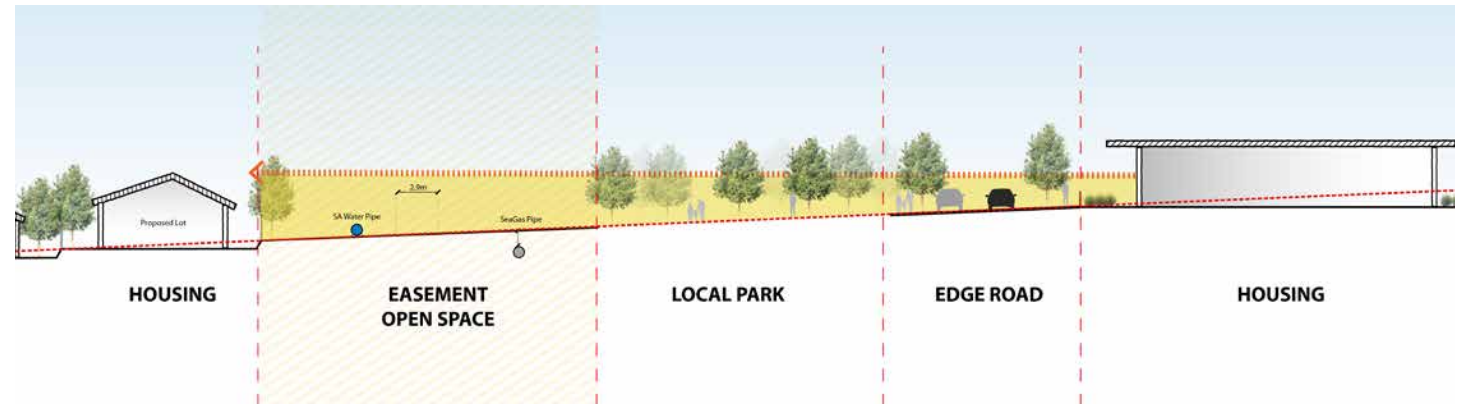 2.9m
Proposed Lot
SA Water Pipe
SeaGas Pipe
HOUSING
EASEMENT
OPEN SPACE
LOCAL PARK
EDGE ROAD
HOUSING